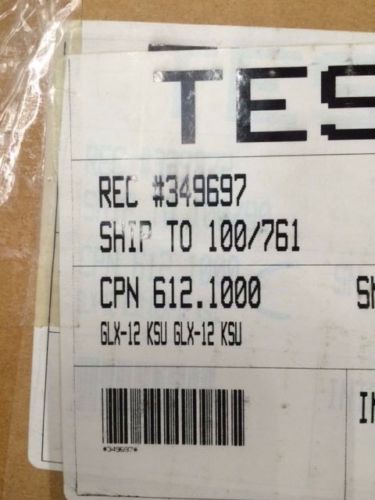 TES
REC #349697
SHIP TO 100/761
CPN 612.1000
GLX-12 KSU GLX-12 KSU
*349697*